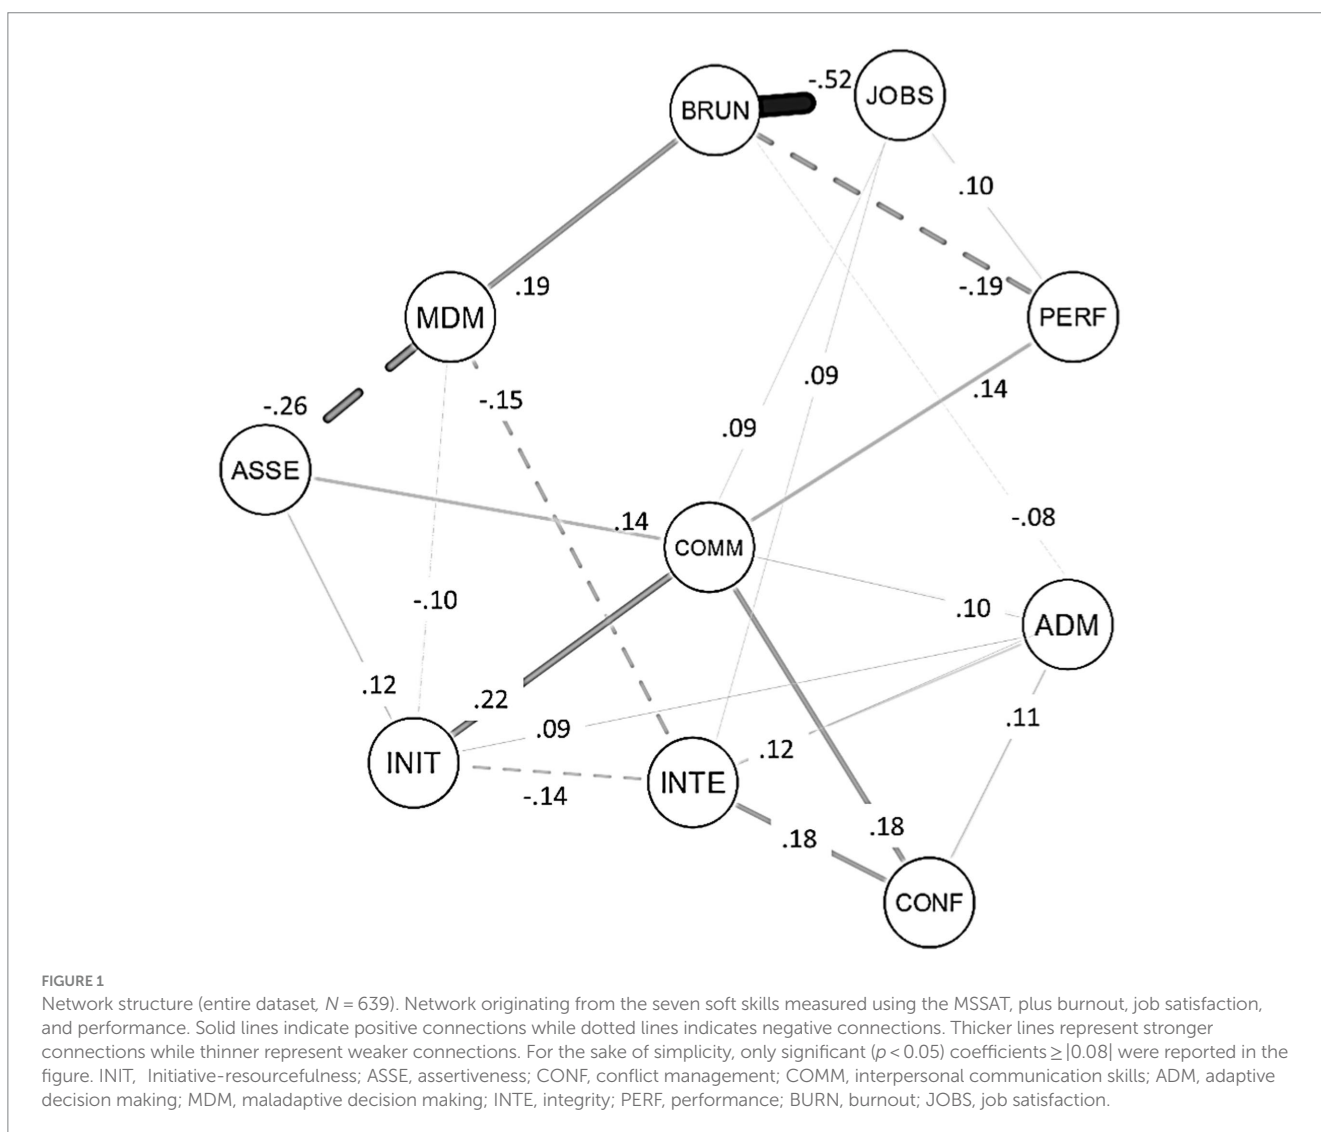 -.52
JOBS
BRUN
.10
.19
-.19
MDM
PERF
.09
.14
-.26
-.15
.09
ASSE
-.08
.14
COMM
-.10
.10
ADM
.12
.22
.09
.11
.12
INIT
INTE
-.14
.18
.18
CONF
FIGURE 1
Network structure (entire dataset, N = 639). Network originating from the seven soft skills measured using the MSSAT, plus burnout, job satisfaction,
and performance. Solid lines indicate positive connections while dotted lines indicates negative connections. Thicker lines represent stronger
connections while thinner represent weaker connections. For the sake of simplicity, only significant (p < 0.05) coefficients ≥ |0.08| were reported in the
figure. INIT, Initiative-resourcefulness; ASSE, assertiveness; CONF, conflict management; COMM, interpersonal communication skills; ADM, adaptive
decision making; MDM, maladaptive decision making; INTE, integrity; PERF, performance; BURN, burnout; JOBS, job satisfaction.